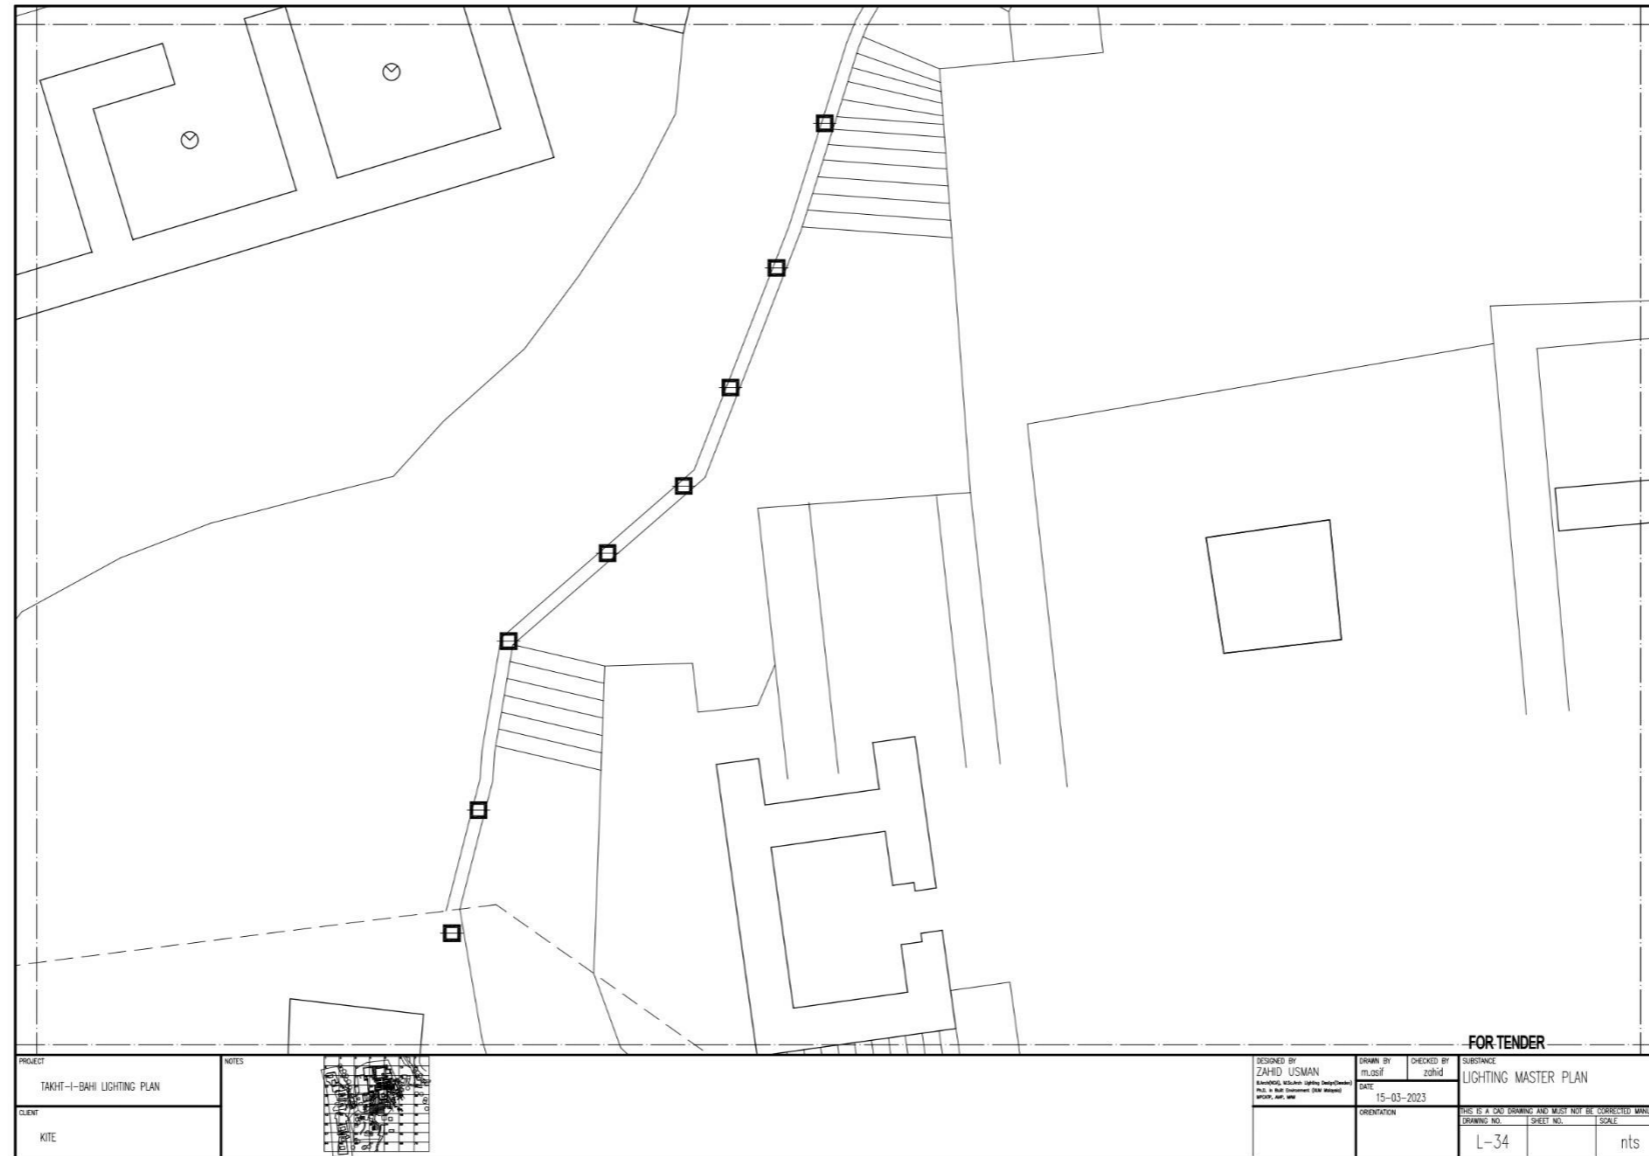 FOR TENDER
PROJECT
TAKHT-I-BAHI LIGHTING PLAN
CLIENT
KITE
NOTES
DESIGNED BY
ZAHID USMAN
DRAWN BY
m.asif
CHECKED BY
zahid
DATE
15-03-2023
ORIENTATION
SUBSTANCE
LIGHTING MASTER PLAN
THIS IS A CAD DRAWING AND MUST NOT BE CORRECTED
DRAWING NO.
L-34
SHEET NO.
SCALE
nts